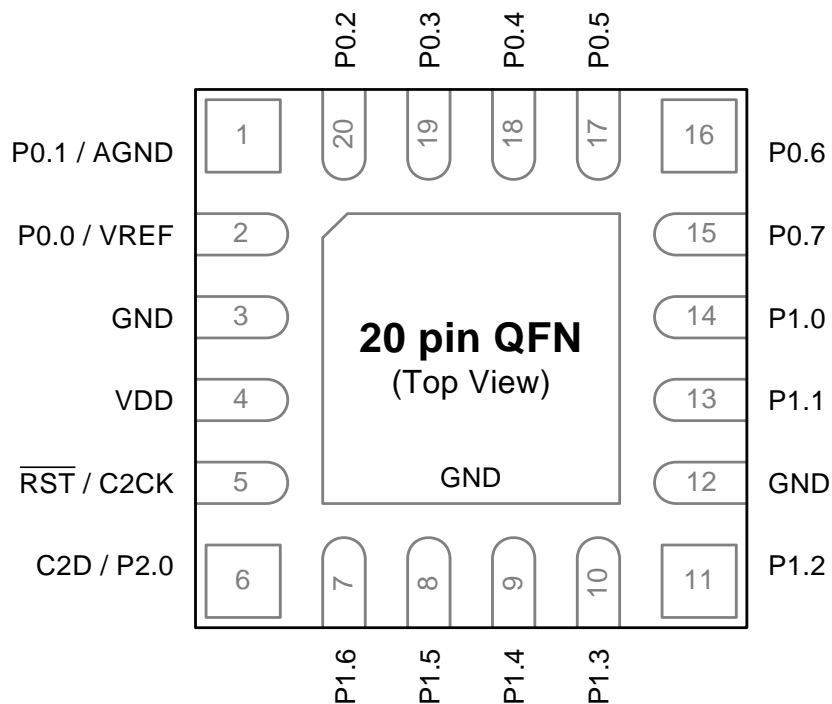 P0.2
P0.3
P0.4
P0.5
20
19
18
17
P0.1 / AGND
1
16
P0.6
P0.0 / VREF
2
15
P0.7
GND
3
14
P1.0
20 pin QFN
(Top View)
VDD
4
13
P1.1
RST / C2CK
5
GND
12
GND
C2D / P2.0
6
11
P1.2
7
8
9
10
P1.6
P1.5
P1.4
P1.3